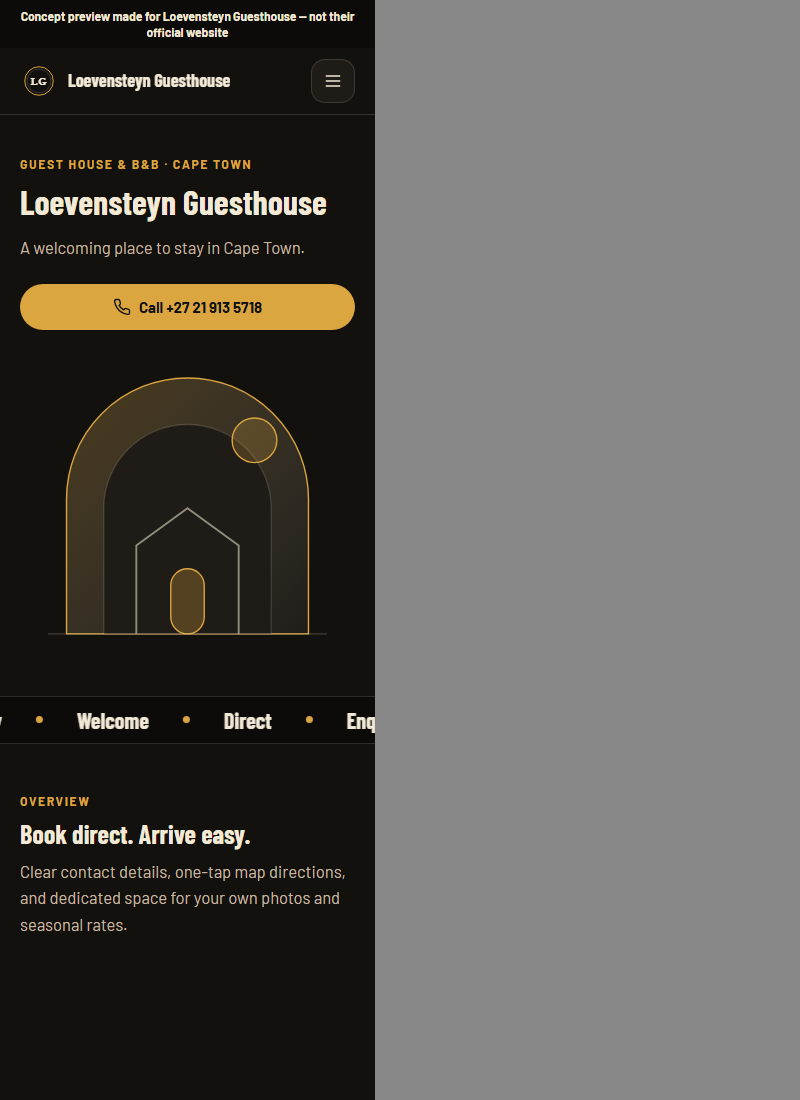 Concept preview made for Loevensteyn Guesthouse — not their
official website
LG
Loevensteyn Guesthouse
GUEST HOUSE & B&B · CAPE TOWN
Loevensteyn Guesthouse
A welcoming place to stay in Cape Town.
Call +27 21 913 5718
Welcome • Direct •
OVERVIEW
Book direct. Arrive easy.
Clear contact details, one-tap map directions,
and dedicated space for your own photos and
seasonal rates.